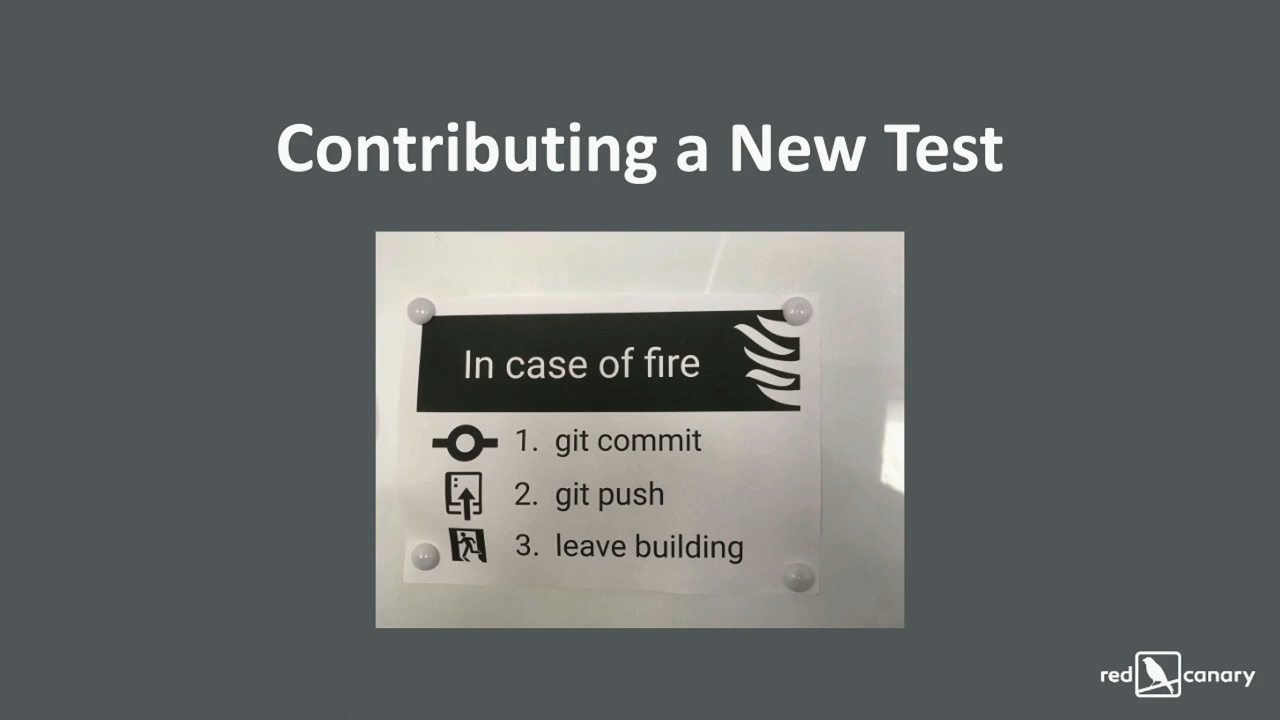 Contributing a New Test
In case of fire
1. git commit
2. git push
3. leave building
red canary